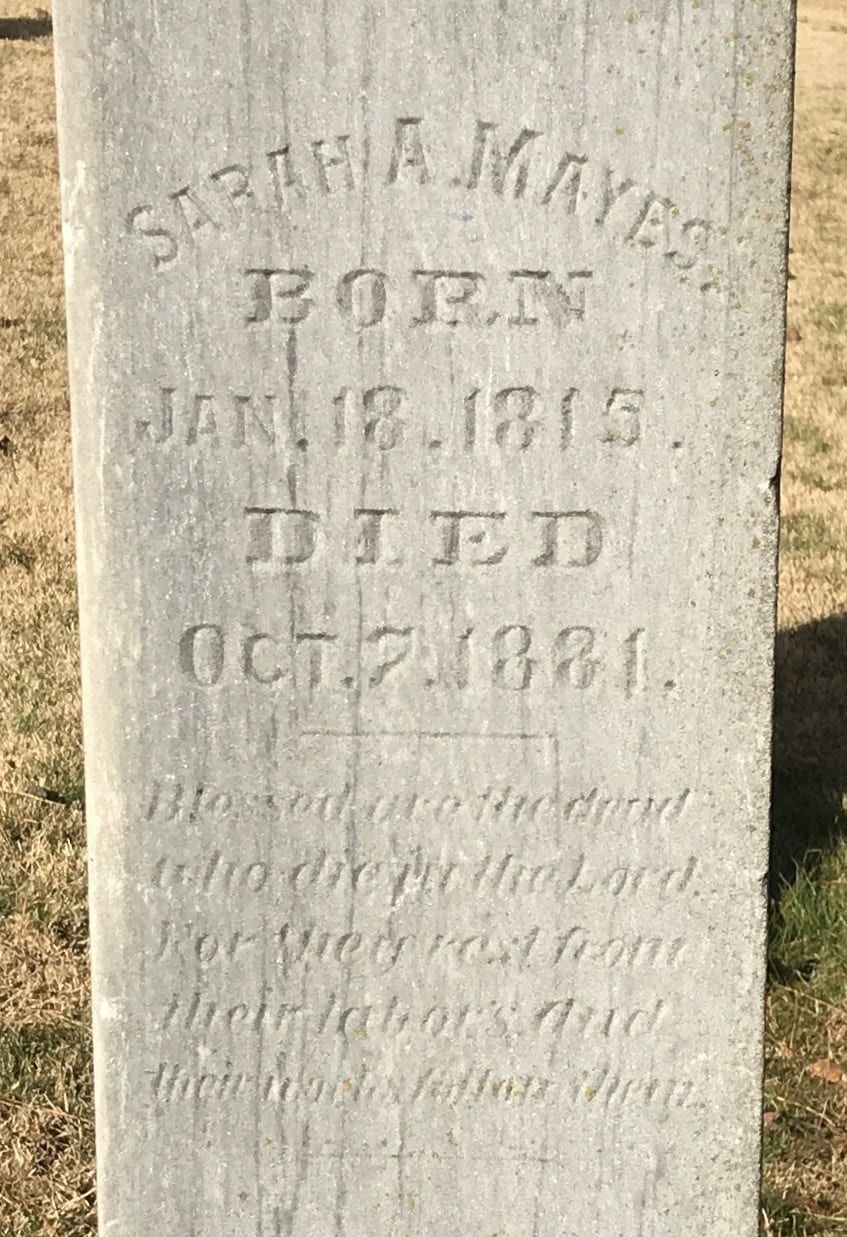 SARAH A. MAYES.
BORN
JAN. 18. 1815.
DIED
OCT. 7. 1881.
Blessed are the dead
who die in the Lord.
For they rest from
their labors. And
their works follow them.